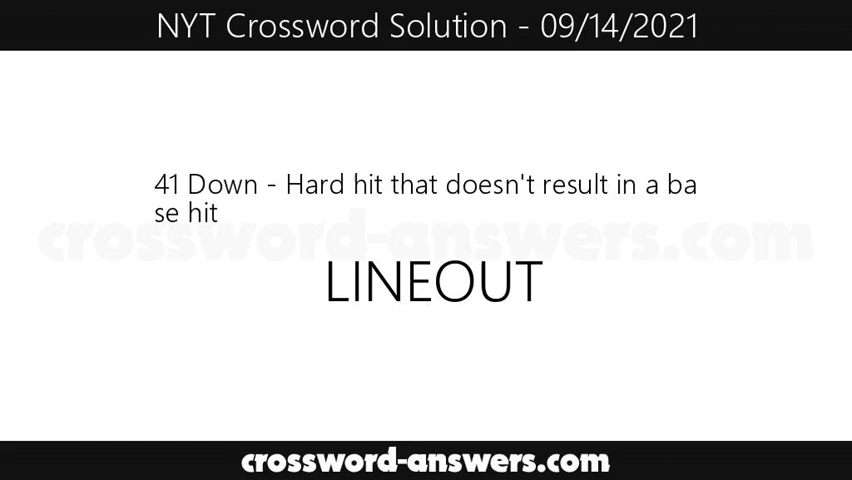 NYT Crossword Solution - 09/14/2021
41 Down - Hard hit that doesn't result in a ba
se hit
crossword-answers.com
LINEOUT
crossword-answers.com